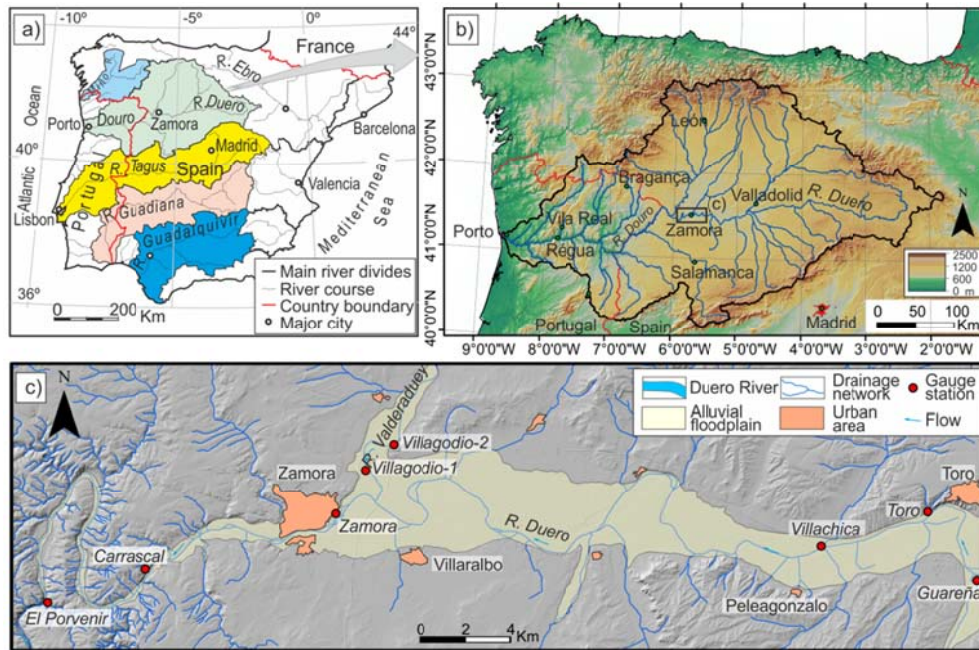 a)
-10°
-5°
0°
44°
France
R. Ebro
R. Duero
Douro
Porto
Zamora
Barcelona
40°
Madrid
R. Tagus
Spain
Portugal
Valencia
Lisbon
R. Guadiana
R. Guadalquivir
Atlantic Ocean
Mediterranean Sea
36°
0 200
Km
Main river divides
River course
Country boundary
Major city
b)
43°0'0"N
42°0'0"N
41°0'0"N
40°0'0"N
León
Bragança
Valladolid
R. Duero
c)
Vila Real
R. Douro
Zamora
Porto
Régua
Salamanca
N
2500
1000
0 m
Portugal
Spain
Madrid
0 50 100
Km
9°0'0"W 8°0'0"W 7°0'0"W 6°0'0"W 5°0'0"W 4°0'0"W 3°0'0"W 2°0'0"W
c)
N
R. Valderaduey
Duero River
Drainage network
Gauge station
Alluvial floodplain
Urban area
Flow
Villagodio-2
Villagodio-1
Zamora
Zamora
R. Duero
Toro
Toro
Villachica
Carrascal
Villaralbo
Peleagonzalo
Guareña
El Porvenir
0 2 4
Km